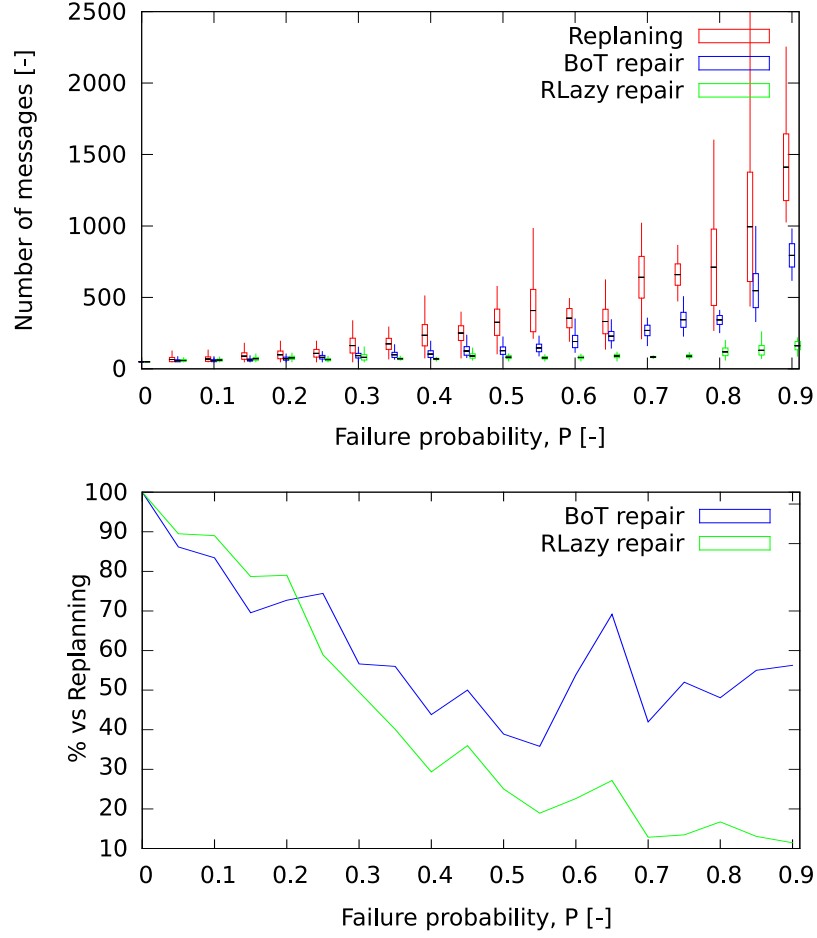 2500
2000
1500
1000
500
0
Number of messages [-]
Replaning
BoT repair
RLazy repair
0 0.1 0.2 0.3 0.4 0.5 0.6 0.7 0.8 0.9
Failure probability, P [-]
100
90
80
70
60
50
40
30
20
10
% vs Replanning
BoT repair
RLazy repair
0 0.1 0.2 0.3 0.4 0.5 0.6 0.7 0.8 0.9
Failure probability, P [-]